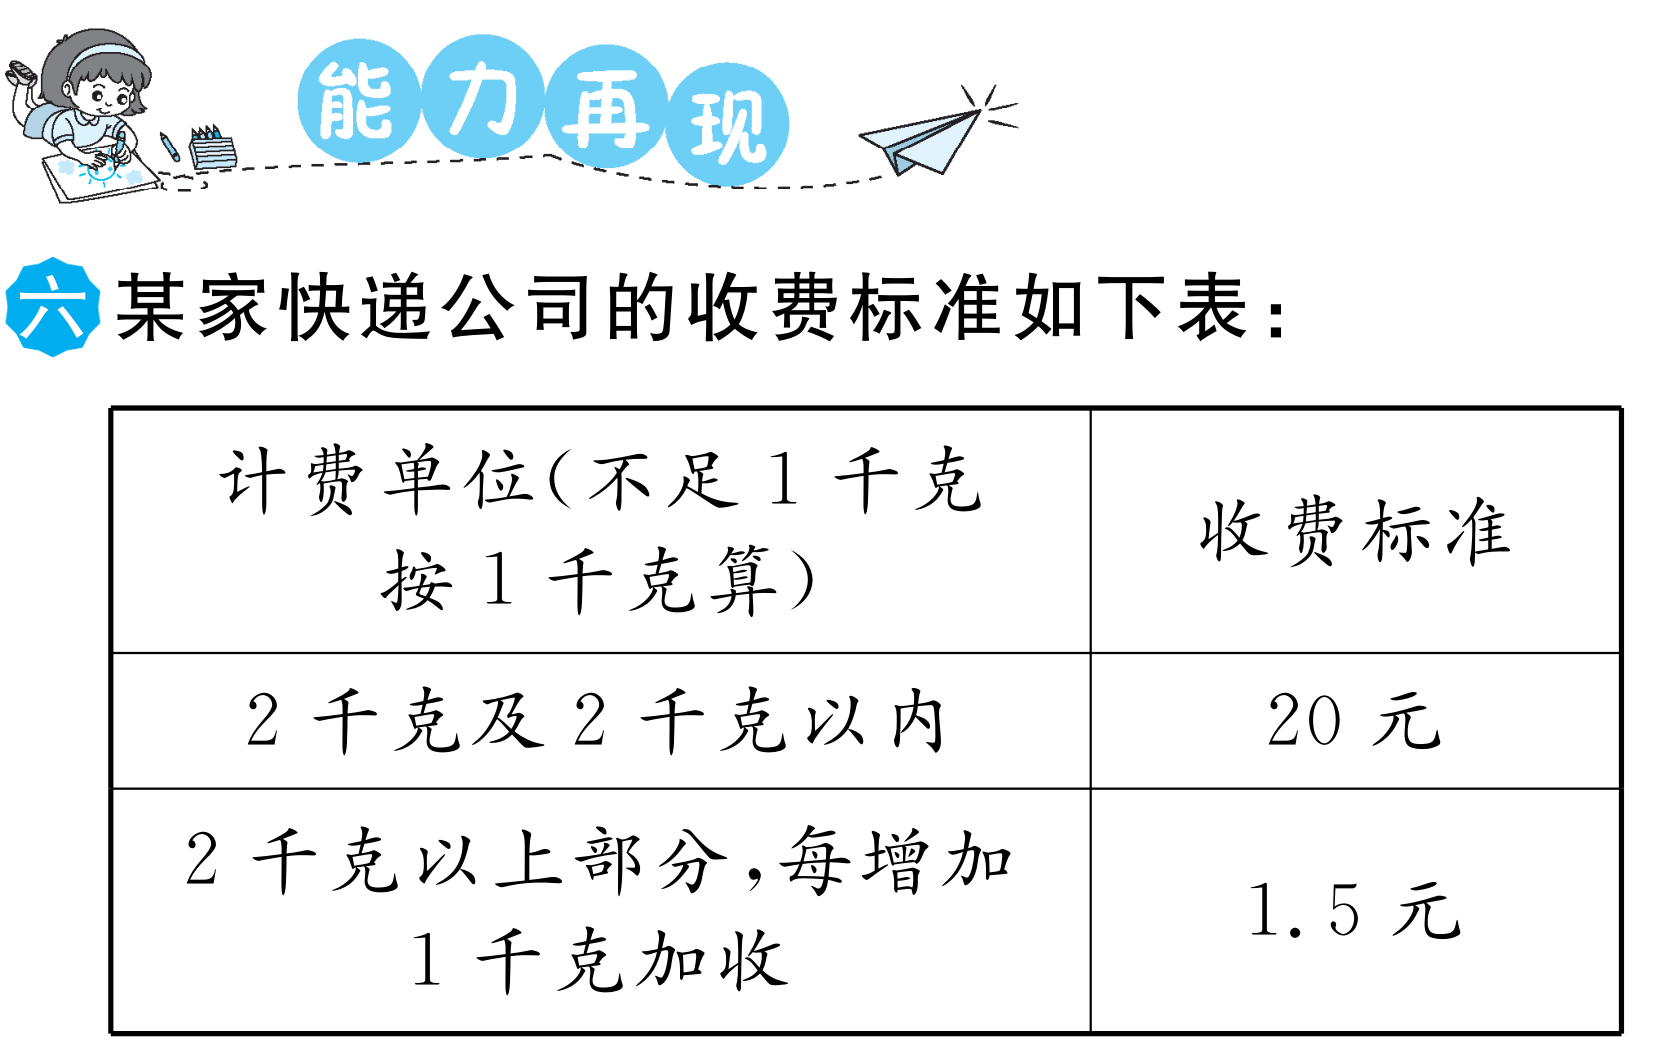 能力再现
六 某家快递公司的收费标准如下表：
计费单位(不足1千克
按1千克算)
收费标准
2千克及2千克以内
20元
2千克以上部分,每增加
1千克加收
1.5元